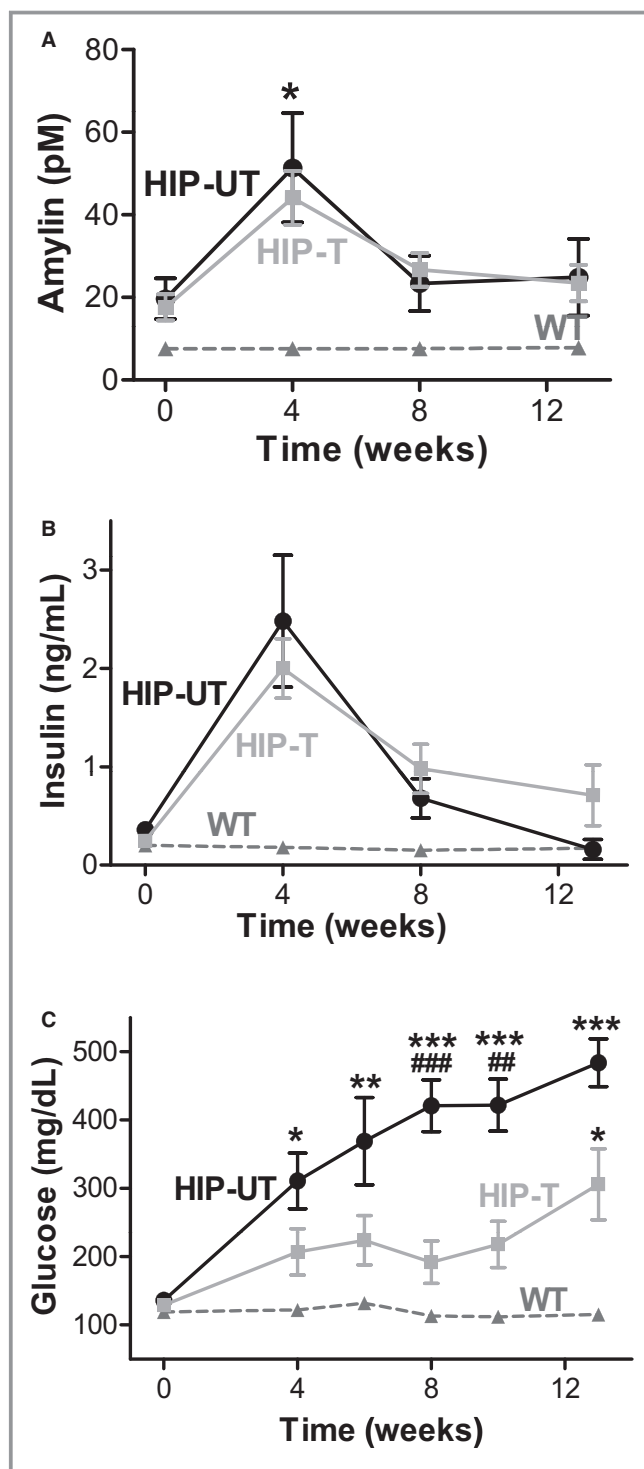 A
80
*
60
HIP-UT
40
HIP-T
20
WT
0
0 4 8 12
Amylin (pM)
Time (weeks)
B
3
HIP-UT
2
HIP-T
1
WT
0
0 4 8 12
Insulin (ng/mL)
Time (weeks)
C
500
*** *** ***
### ##
**
400
* *
300
HIP-UT
HIP-T
200
WT
100
0 4 8 12
Glucose (mg/dL)
Time (weeks)